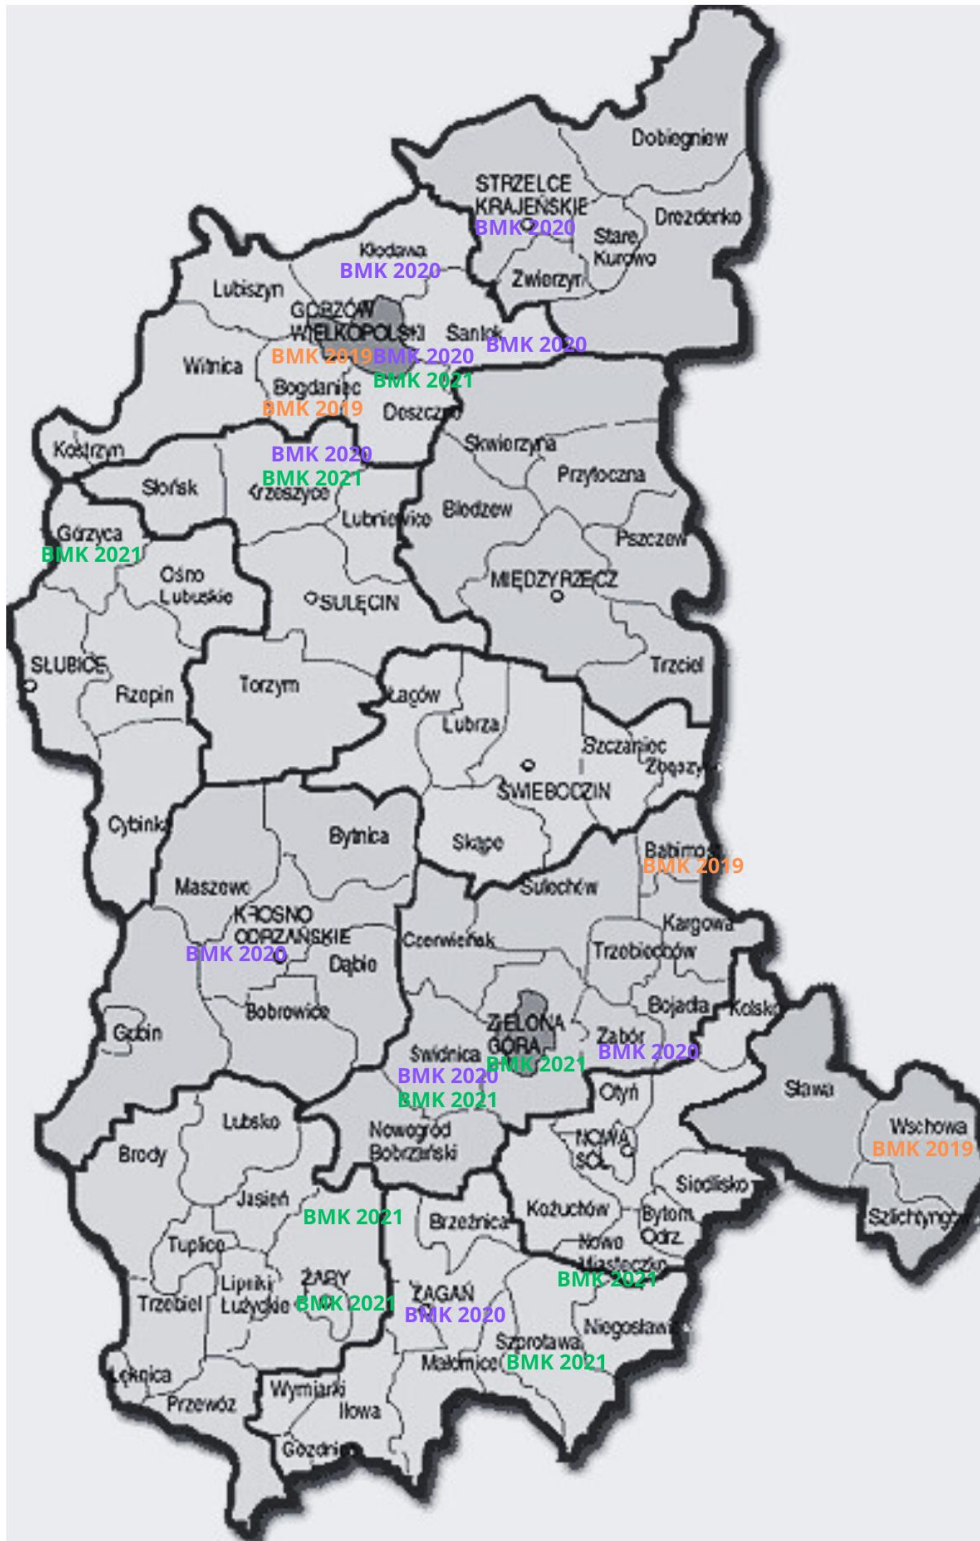 Dobiegniew
STRZELCE
KRAJEŃSKIE
BMK 2020
Drezdenko
Stare
Kurowo
Kłodawa
BMK 2020
Zwierzyn
Lubiszyn
GORZÓW
WIELKOPOLSKI
Santok
BMK 2020
BMK 2019 BMK 2020
Witnica
BMK 2021
Bogdaniec
BMK 2019
Deszczno
Kostrzyn
BMK 2020
Skwierzyna
BMK 2021
Przytoczna
Słońsk
Krzeszyce
Bledzew
Lubniewice
Górzyca
BMK 2021
Pszczew
Ośno
Lubuskie
MIĘDZYRZECZ
SULĘCIN
SŁUBICE
Trzciel
Rzepin
Torzym
Łagów
Lubrza
Szczaniec
Zbąszyn
ŚWIEBODZIN
Cybinka
Bytnica
Skąpe
Babimost
BMK 2019
Maszewo
Sulechów
KROSNO
ODRZAŃSKIE
BMK 2020
Kargowa
Czerwieńsk
Trzebiechów
Dąbie
Bobrowice
Bojadła
Kolsko
Gubin
ZIELONA
GÓRA
BMK 2021
Zabór
BMK 2020
Świdnica
BMK 2020
BMK 2021
Otyń
Sława
Lubsko
Nowogród
Bobrzański
NOWA
SÓL
Wschowa
BMK 2019
Brody
Siedlisko
Jasień
BMK 2021
Brzeźnica
Kożuchów
Bytom
Odrz.
Szlichtyngowa
Tuplice
Nowe
Miasteczko
BMK 2021
Lipinki
Łużyckie
ŻARY
BMK 2021
ŻAGAŃ
BMK 2020
Trzebiel
Niegosławice
Szprotawa
BMK 2021
Małomice
Łęknica
Przewóz
Wymiarki
Iłowa
Gozdnica